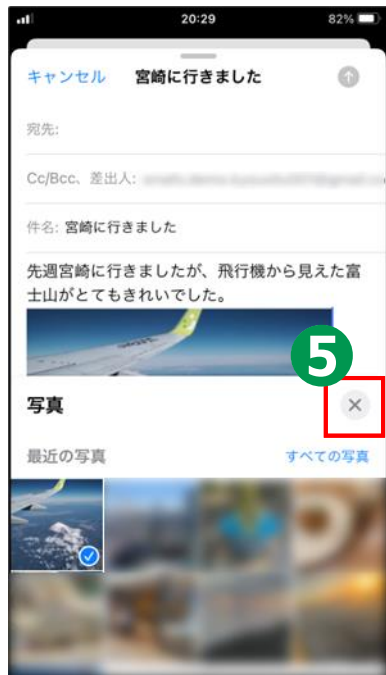 20:29 82%
キャンセル 宮崎に行きました
宛先:
Cc/Bcc、差出人:
件名: 宮崎に行きました
先週宮崎に行きましたが、飛行機から見えた富
士山がとてもきれいでした。
5
写真
最近の写真 すべての写真